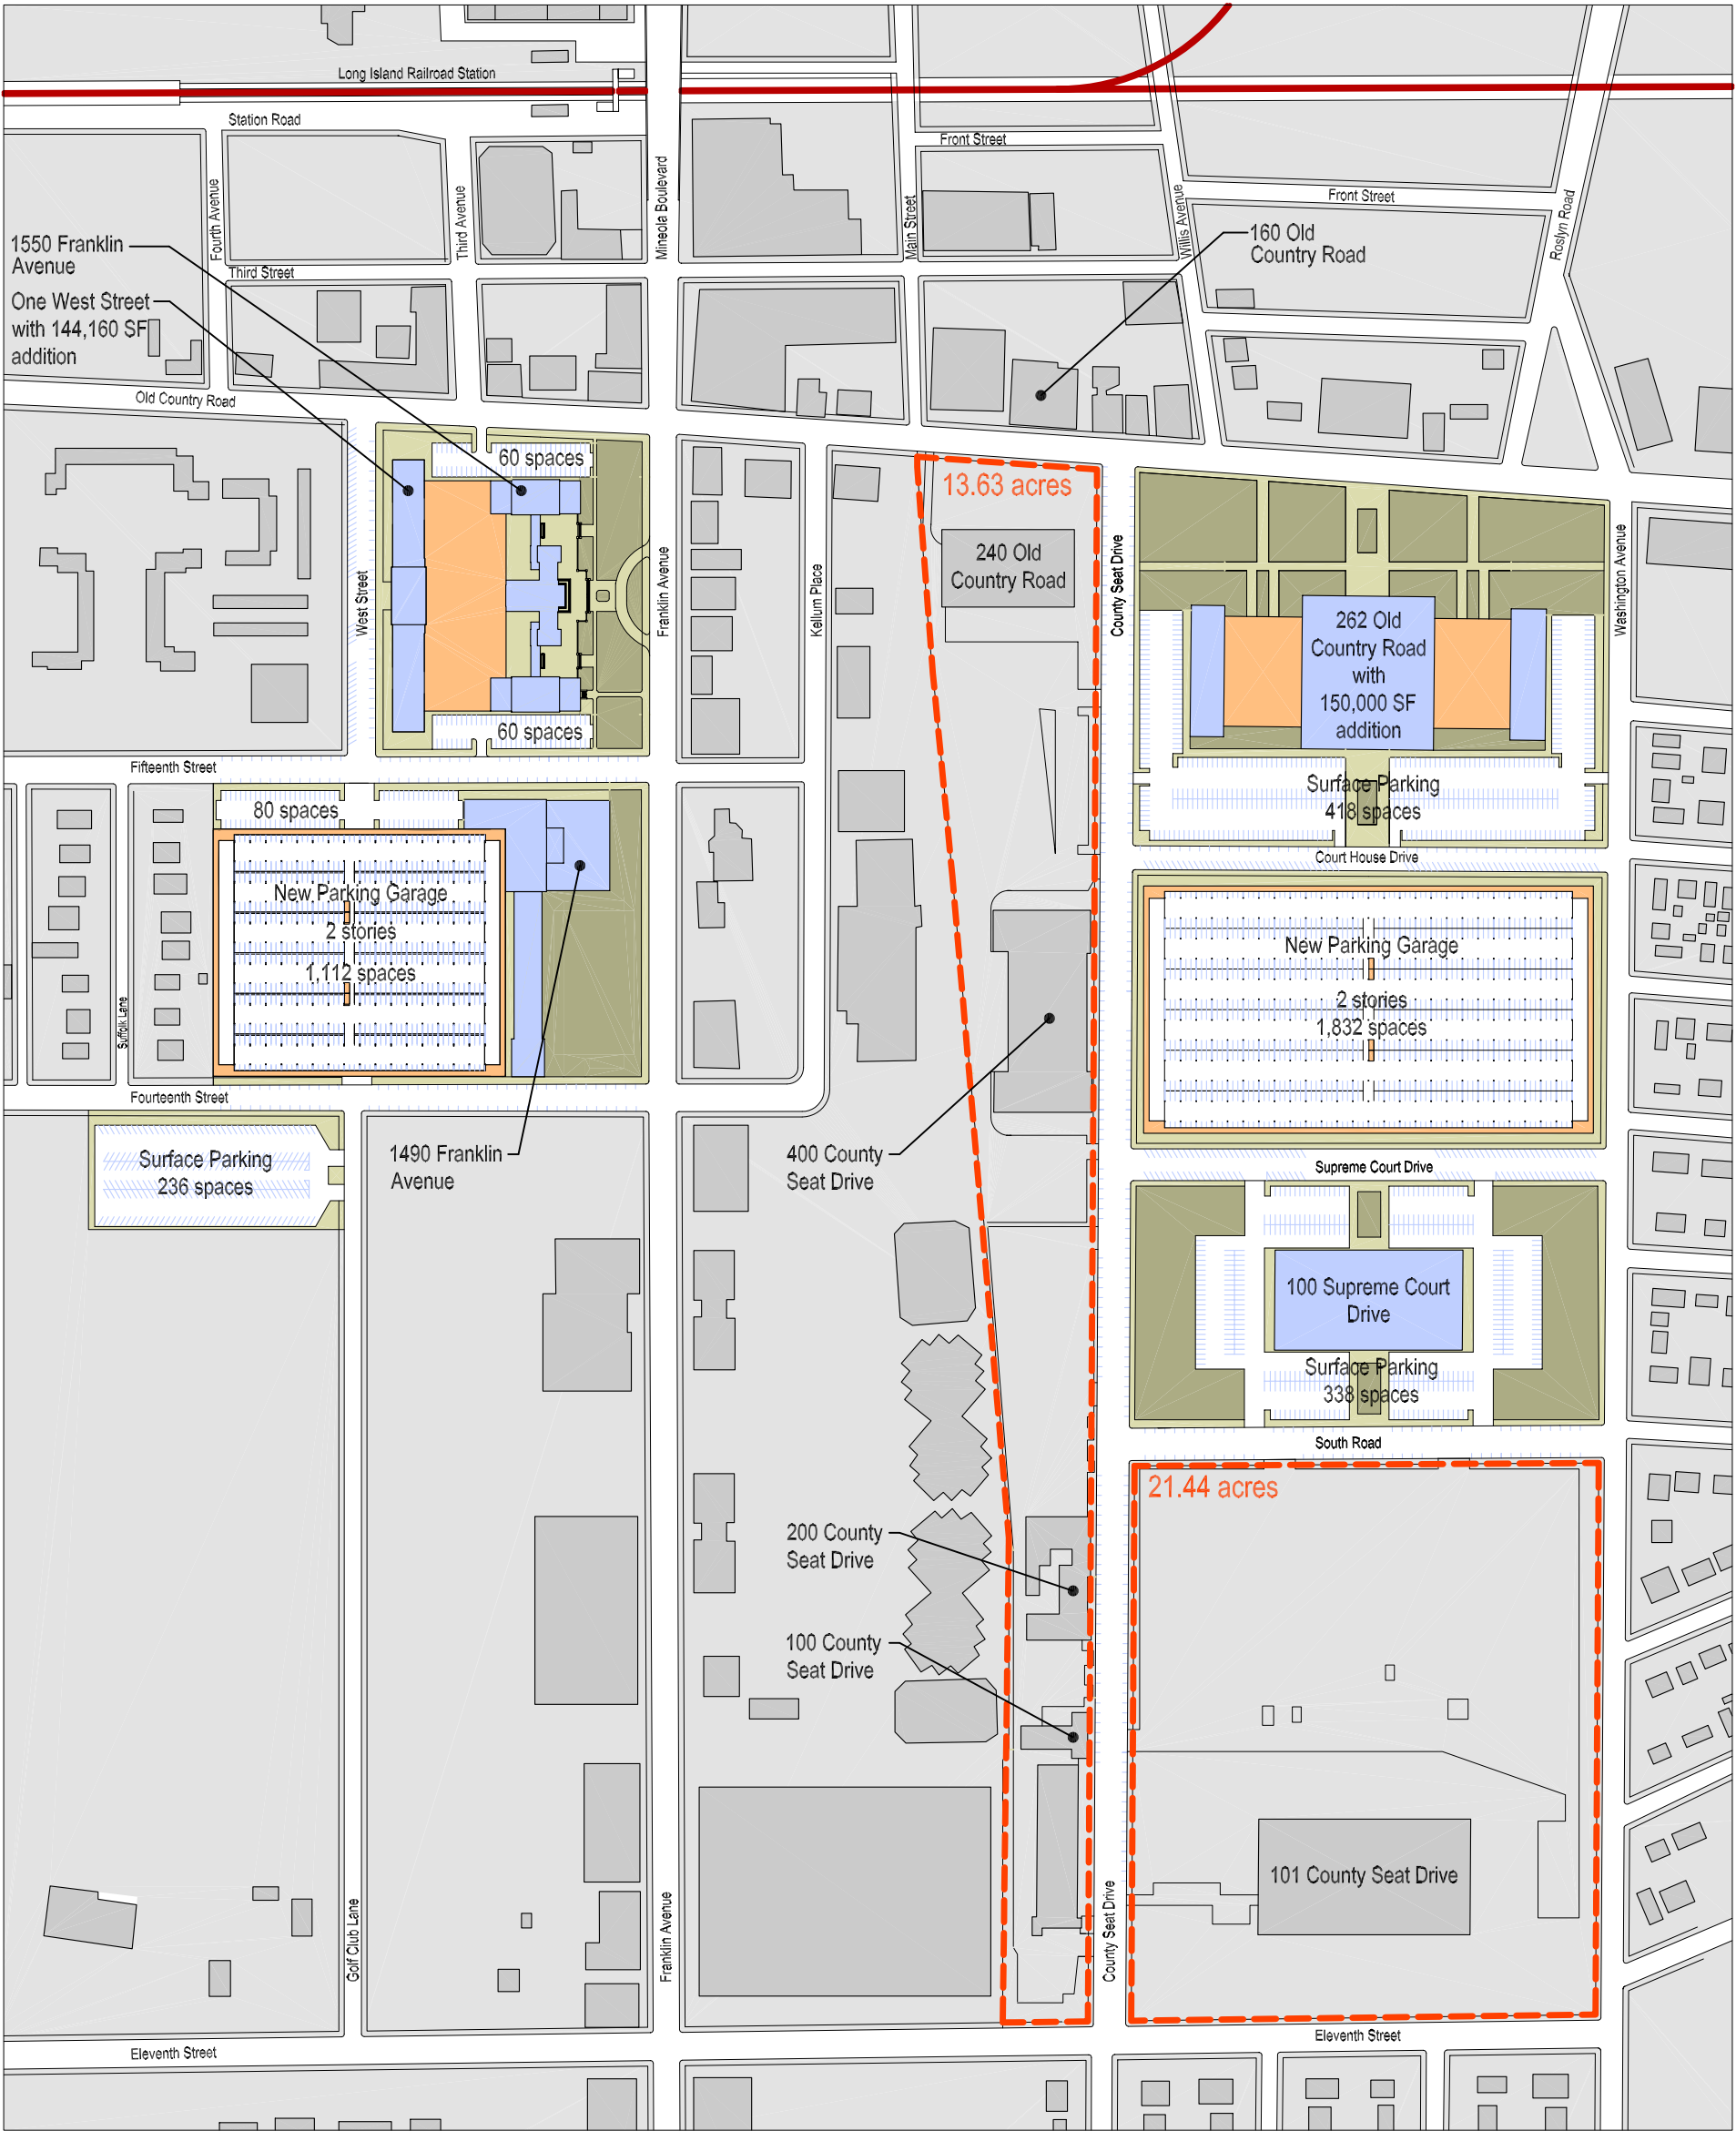 Long Island Railroad Station
Station Road
Front Street
Front Street
Fourth Avenue
Third Avenue
Mineola Boulevard
Main Street
Willis Avenue
Roslyn Road
1550 Franklin
Avenue
Third Street
160 Old
Country Road
One West Street
with 144,160 SF
addition
Old Country Road
60 spaces
13.63 acres
240 Old
Country Road
West Street
Franklin Avenue
Kellum Place
County Seat Drive
Washington Avenue
262 Old
Country Road
with
150,000 SF
addition
60 spaces
Fifteenth Street
80 spaces
Surface Parking
418 spaces
Court House Drive
New Parking Garage
2 stories
1,112 spaces
Suffolk Lane
New Parking Garage
2 stories
1,832 spaces
Fourteenth Street
1490 Franklin
Avenue
400 County
Seat Drive
Surface Parking
236 spaces
Supreme Court Drive
100 Supreme Court
Drive
Surface Parking
338 spaces
South Road
21.44 acres
200 County
Seat Drive
100 County
Seat Drive
101 County Seat Drive
Golf Club Lane
Franklin Avenue
County Seat Drive
Eleventh Street
Eleventh Street